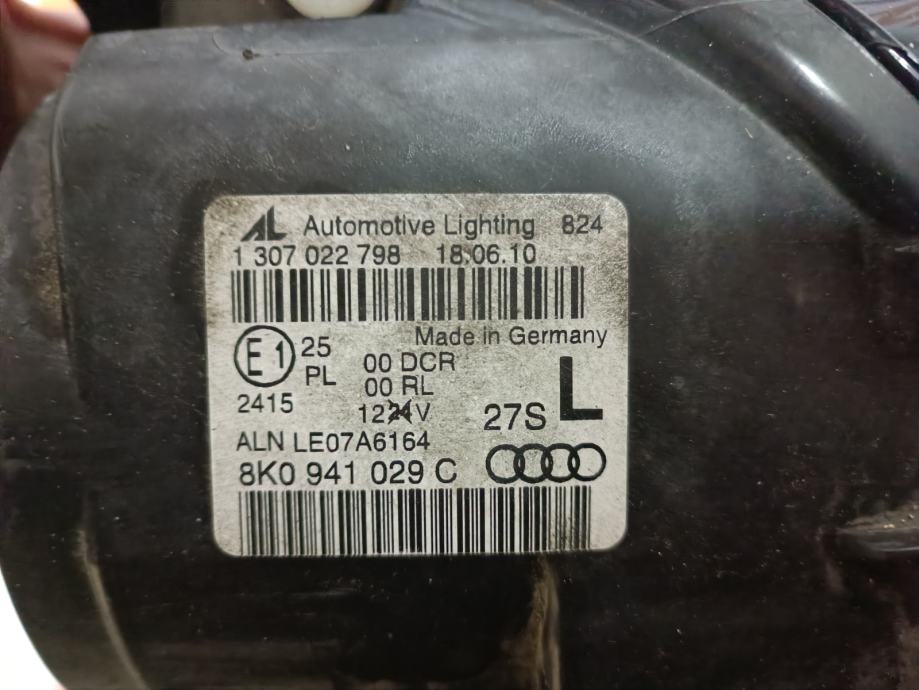 AL Automotive Lighting 824
1 307 022 798 18.06.10
Made in Germany
E1 25 00 DCR
PL 00 RL
2415 1224V 27S L
ALN LE07A6164
8K0 941 029 C